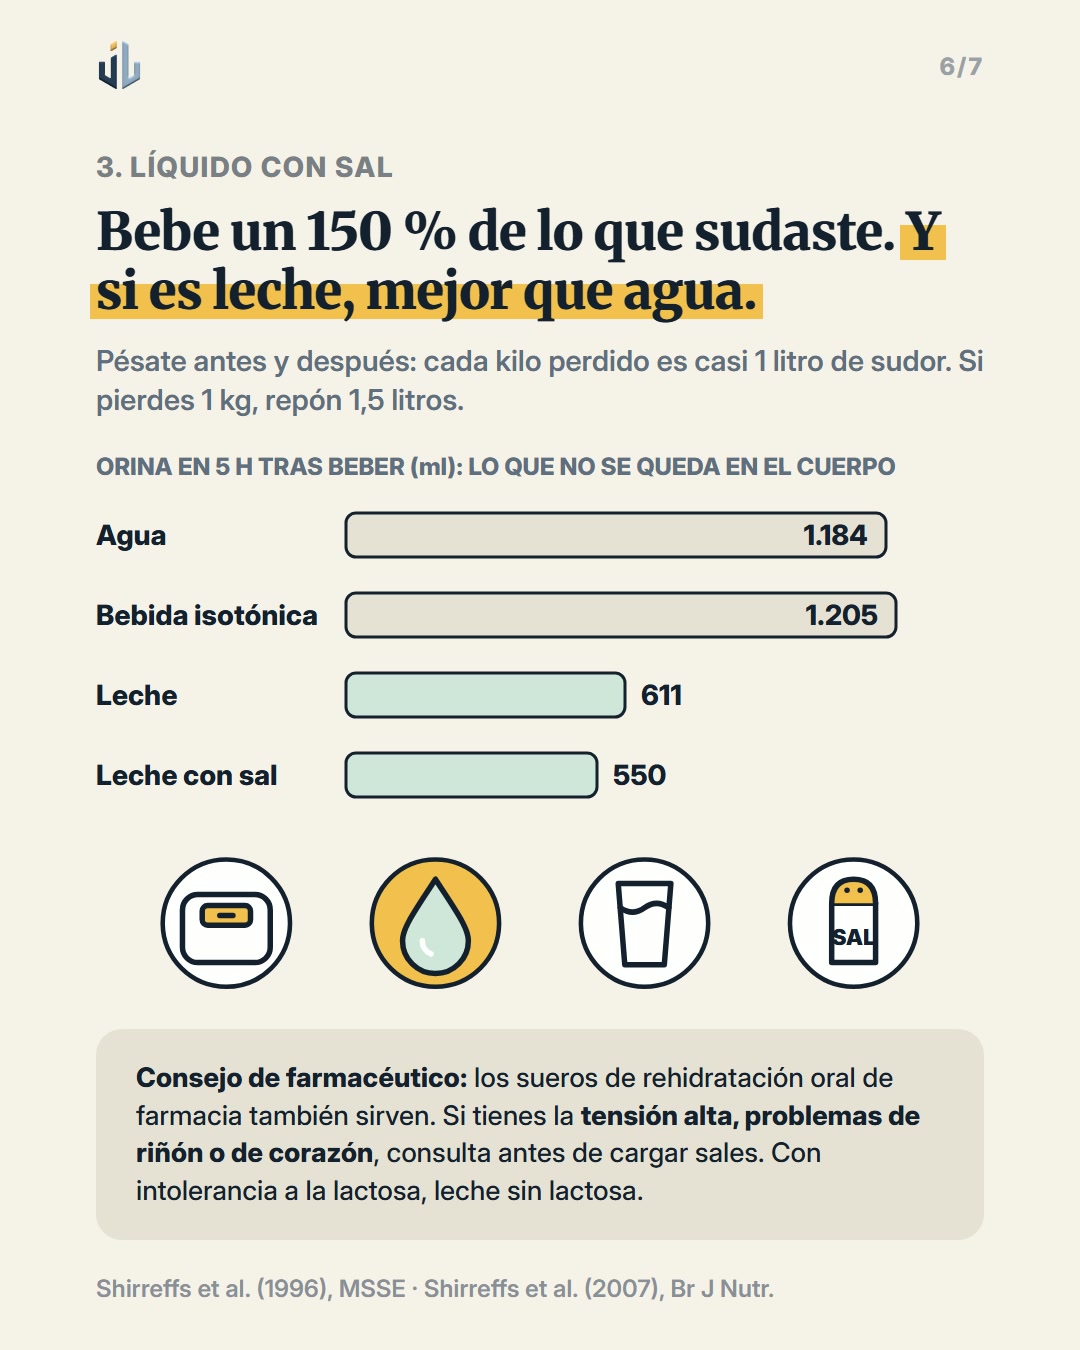 6/7
3. LÍQUIDO CON SAL
Bebe un 150 % de lo que sudaste. Y
si es leche, mejor que agua.
Pésate antes y después: cada kilo perdido es casi 1 litro de sudor. Si
pierdes 1 kg, repón 1,5 litros.
ORINA EN 5 H TRAS BEBER (ml): LO QUE NO SE QUEDA EN EL CUERPO
Agua 1.184
Bebida isotónica 1.205
Leche 611
Leche con sal 550
SAL
Consejo de farmacéutico: los sueros de rehidratación oral de
farmacia también sirven. Si tienes la tensión alta, problemas de
riñón o de corazón, consulta antes de cargar sales. Con
intolerancia a la lactosa, leche sin lactosa.
Shirreffs et al. (1996), MSSE · Shirreffs et al. (2007), Br J Nutr.